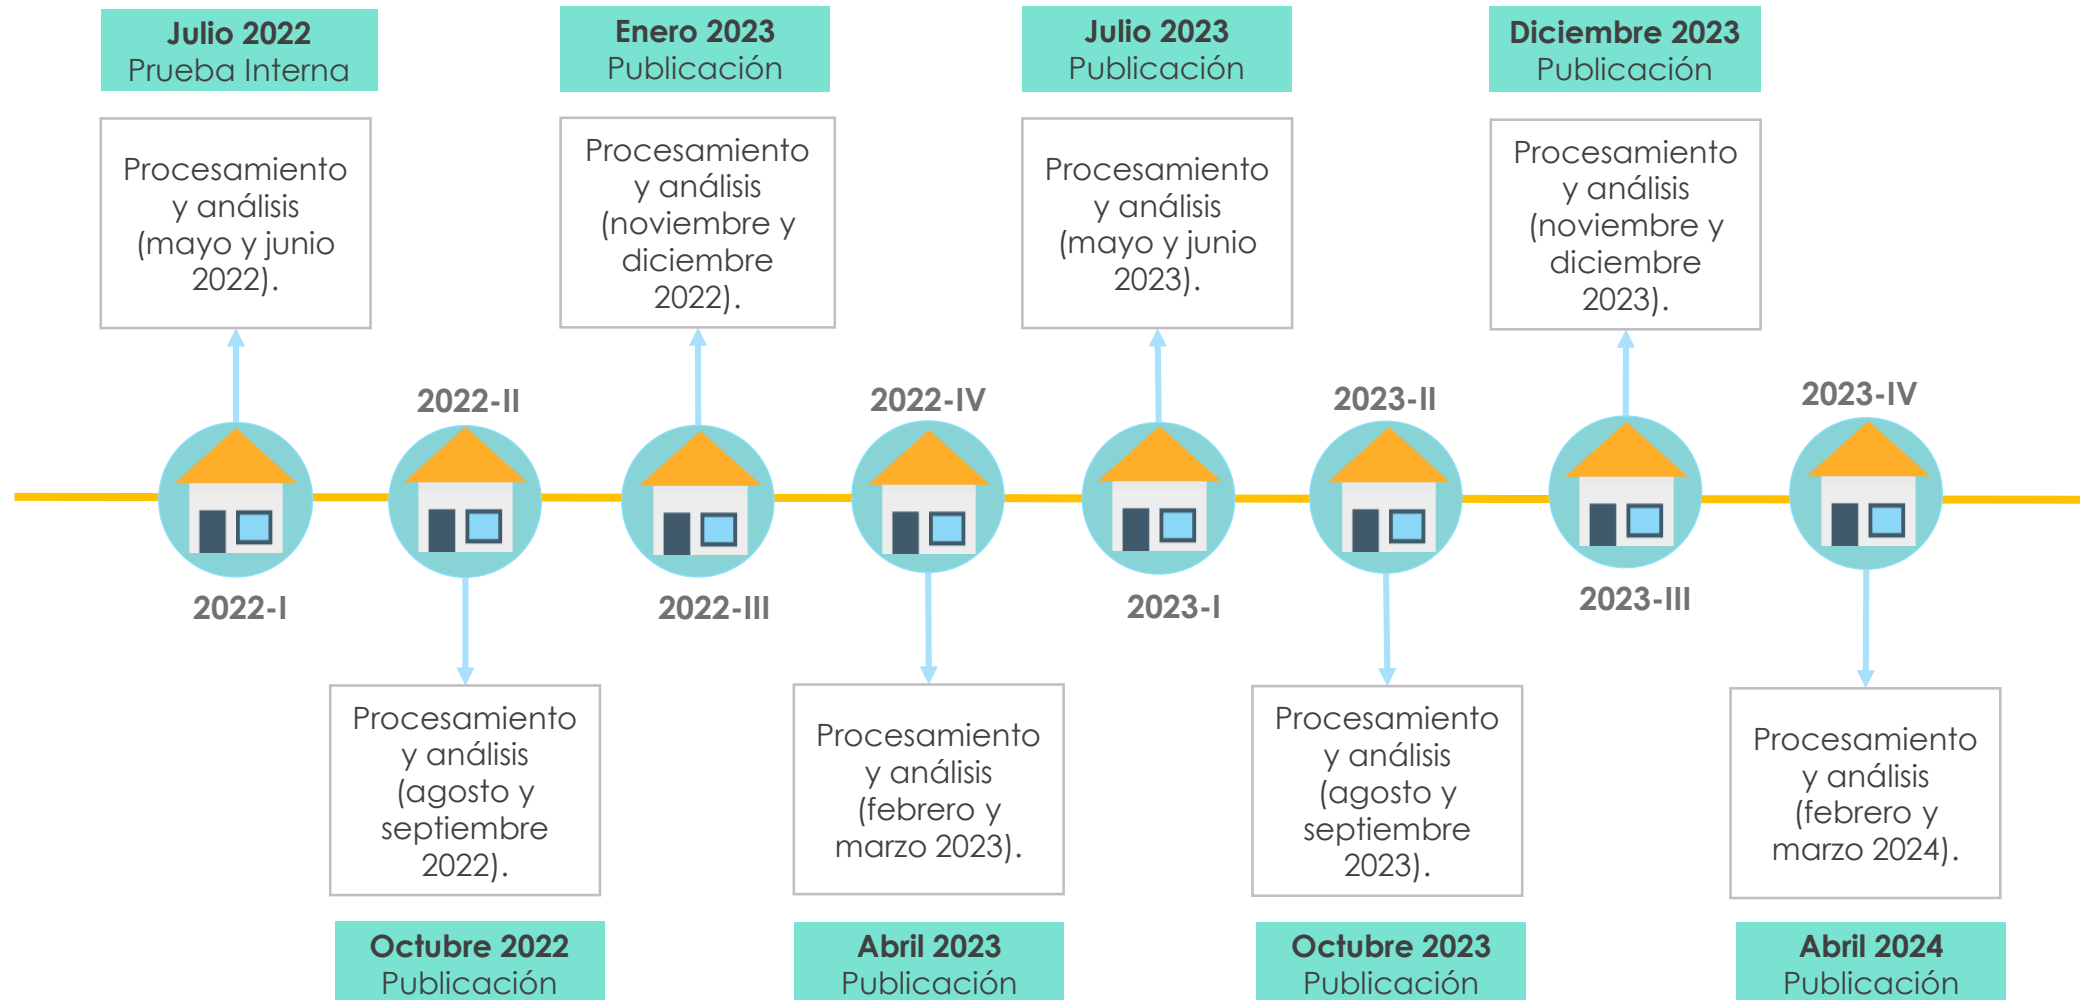 Julio 2022
Prueba Interna
Enero 2023
Publicación
Julio 2023
Publicación
Diciembre 2023
Publicación
Procesamiento
y análisis
(mayo y junio
2022).
Procesamiento
y análisis
(noviembre y
diciembre
2022).
Procesamiento
y análisis
(mayo y junio
2023).
Procesamiento
y análisis
(noviembre y
diciembre
2023).
2022-II
2022-IV
2023-II
2023-IV
2022-I
2022-III
2023-I
2023-III
Procesamiento
y análisis
(agosto y
septiembre
2022).
Procesamiento
y análisis
(febrero y
marzo 2023).
Procesamiento
y análisis
(agosto y
septiembre
2023).
Procesamiento
y análisis
(febrero y
marzo 2024).
Octubre 2022
Publicación
Abril 2023
Publicación
Octubre 2023
Publicación
Abril 2024
Publicación